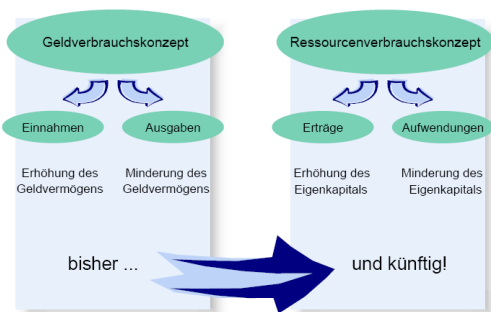 Geldverbrauchskonzept
Einnahmen
Ausgaben
Erhöhung des
Geldvermögens
Minderung des
Geldvermögens
bisher ...
Ressourcenverbrauchskonzept
Erträge
Aufwendungen
Erhöhung des
Eigenkapitals
Minderung des
Eigenkapitals
und künftig!